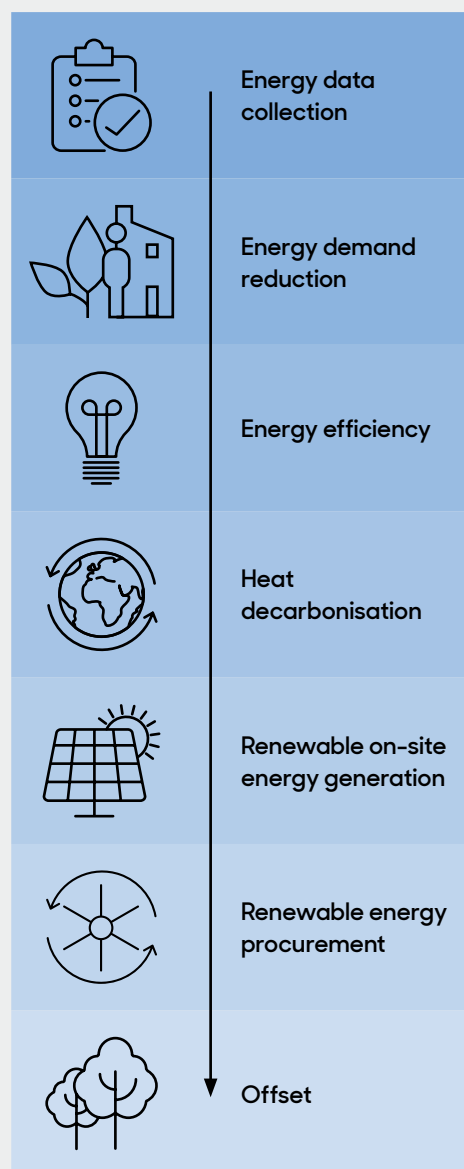 Energy data
collection
Energy demand
reduction
Energy efficiency
Heat
decarbonisation
Renewable on-site
energy generation
Renewable energy
procurement
Offset